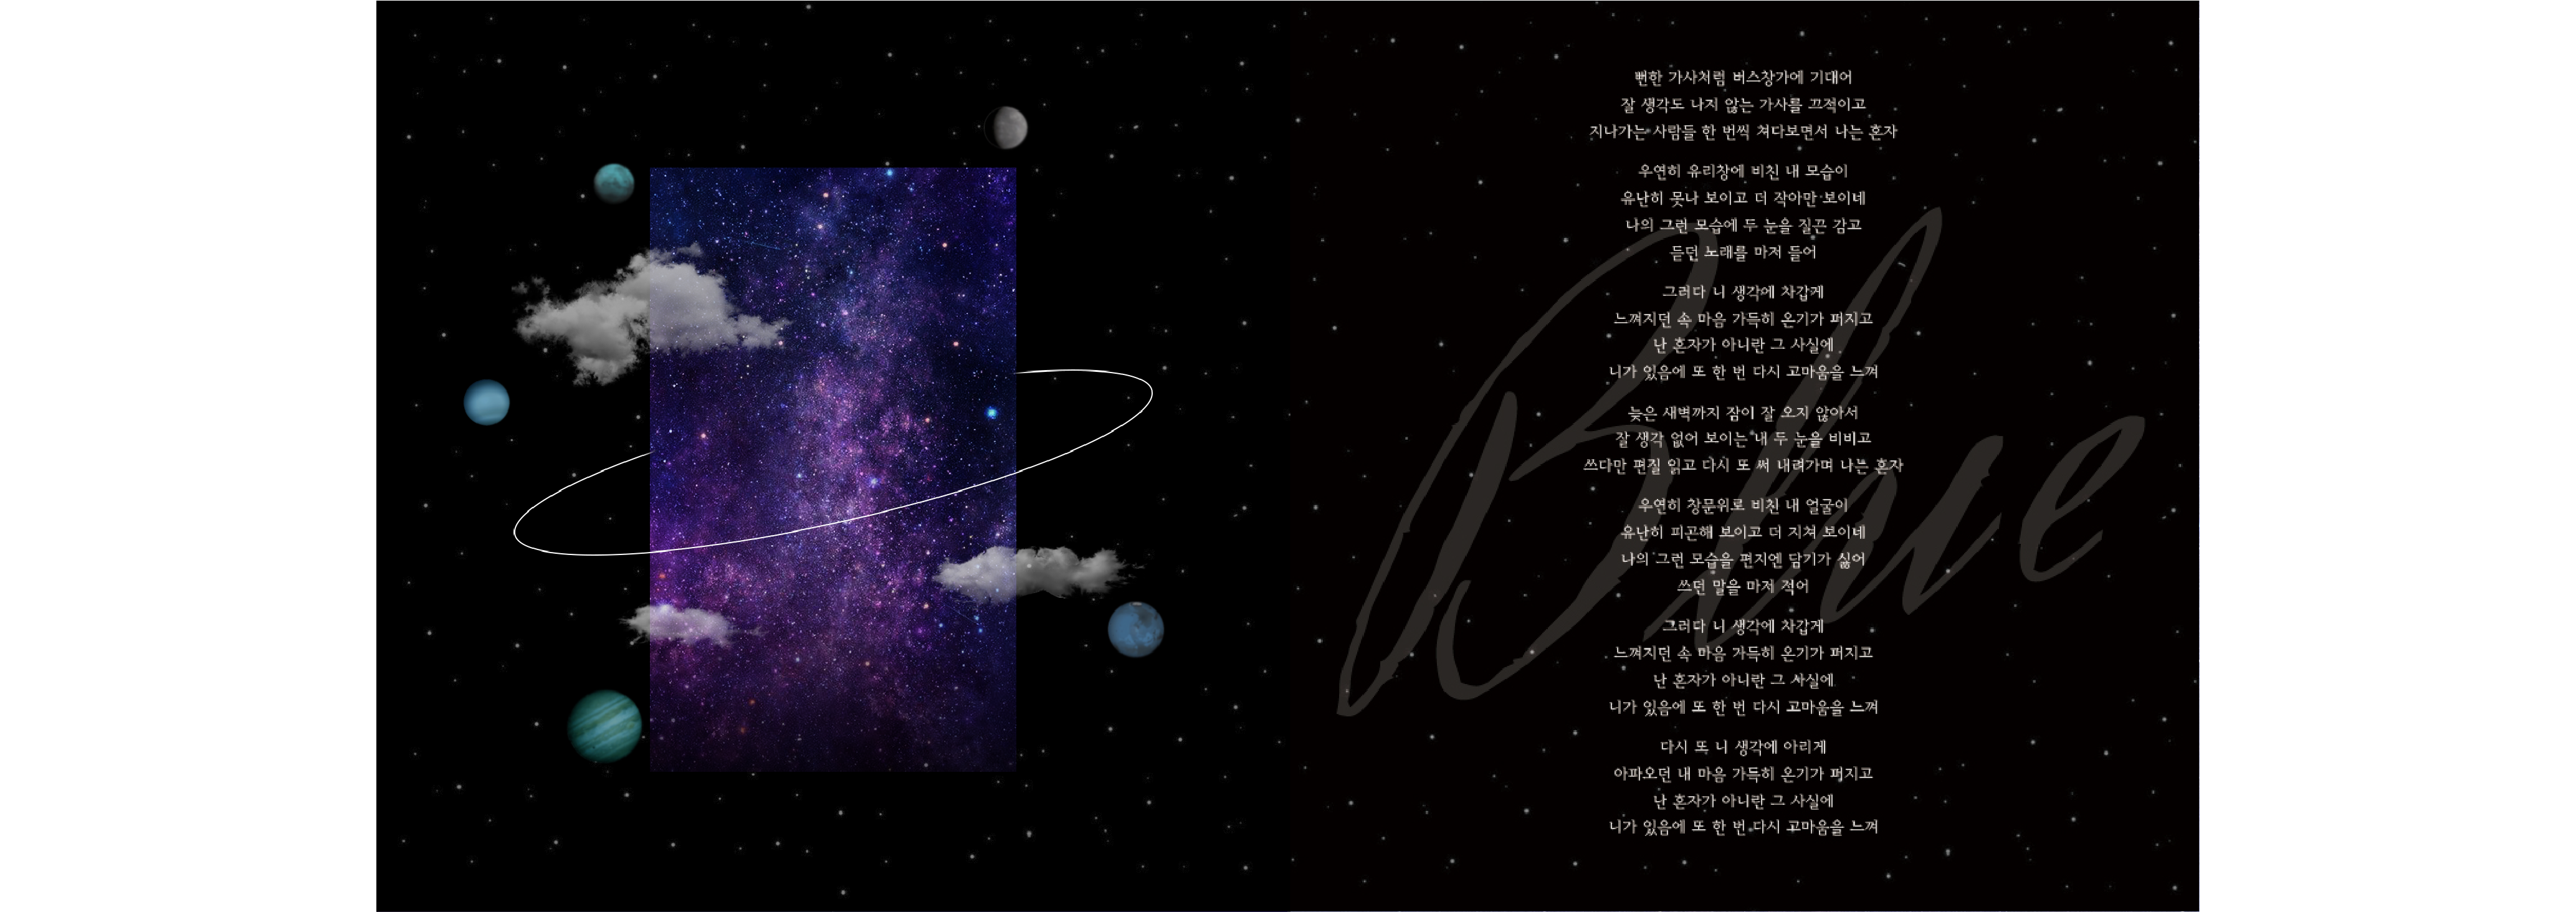 뻔한 가사처럼 버스창가에 기대어
잘 생각도 나지 않는 가사를 끄적이고
지나가는 사람들 한 번씩 쳐다보면서 나는 혼자
우연히 유리창에 비친 내 모습이
유난히 못나 보이고 더 작아만 보이네
나의 그런 모습에 두 눈을 질끈 감고
듣던 노래를 마저 들어
그러다 니 생각에 차갑게
느껴지던 속 마음 가득히 온기가 퍼지고
난 혼자가 아니란 그 사실에
니가 있음에 또 한 번 다시 고마움을 느껴
늦은 새벽까지 잠이 잘 오지 않아서
잘 생각 없어 보이는 내 두 눈을 비비고
쓰다만 편질 읽고 다시 또 써 내려가며 나는 혼자
우연히 창문위로 비친 내 얼굴이
유난히 피곤해 보이고 더 지쳐 보이네
나의 그런 모습을 편지엔 담기가 싫어
쓰던 말을 마저 적어
그러다 니 생각에 차갑게
느껴지던 속 마음 가득히 온기가 퍼지고
난 혼자가 아니란 그 사실에
니가 있음에 또 한 번 다시 고마움을 느껴
다시 또 니 생각에 아리게
아파오던 내 마음 가득히 온기가 퍼지고
난 혼자가 아니란 그 사실에
니가 있음에 또 한 번 다시 고마움을 느껴
Blue